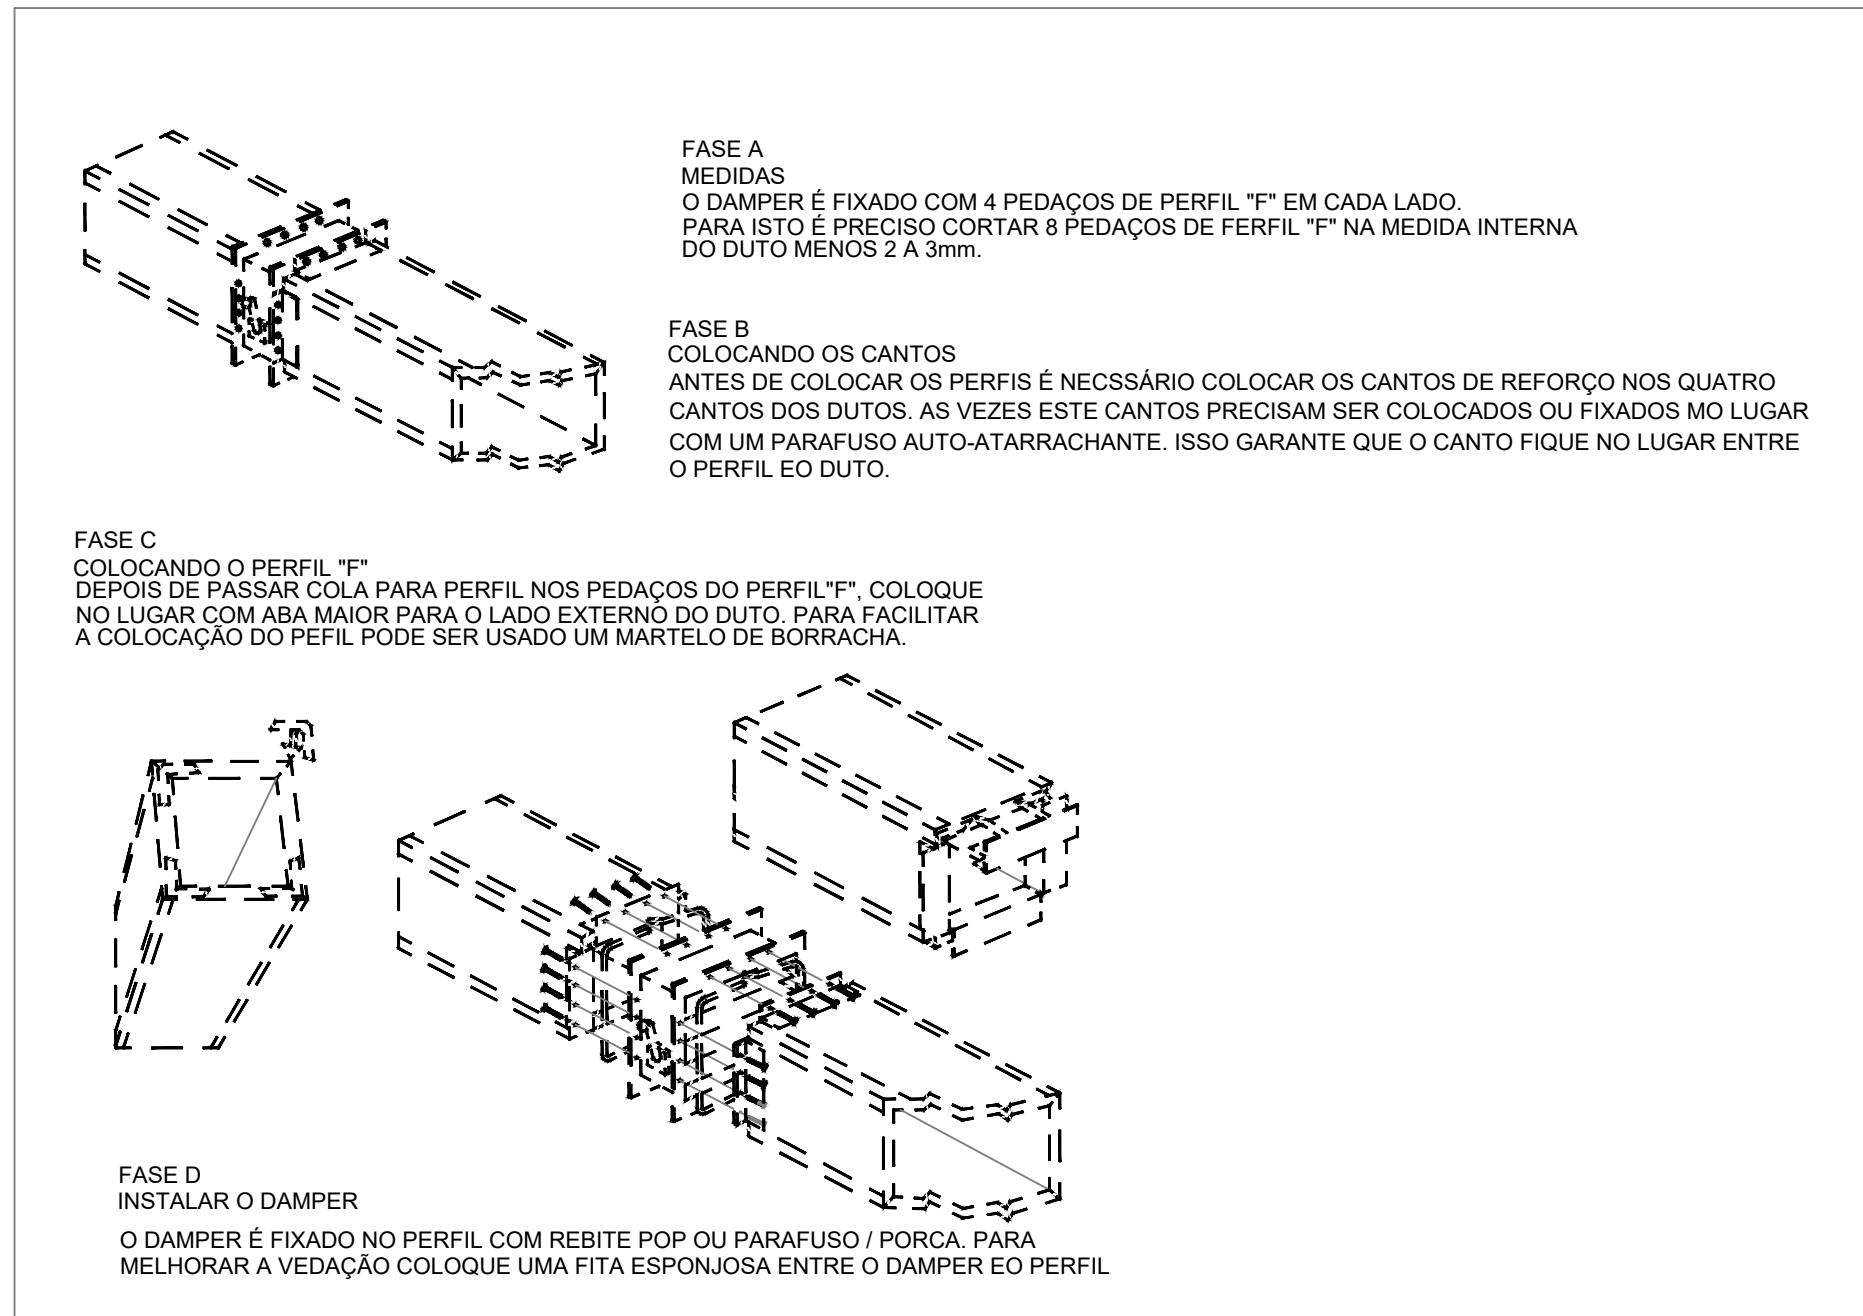 FASE A
MEDIDAS
O DAMPER É FIXADO COM 4 PEDAÇOS DE PERFIL "F" EM CADA LADO.
PARA ISTO É PRECISO CORTAR 8 PEDAÇOS DE FERFIL "F" NA MEDIDA INTERNA
DO DUTO MENOS 2 A 3mm.
FASE B
COLOCANDO OS CANTOS
ANTES DE COLOCAR OS PERFIS É NECSSÁRIO COLOCAR OS CANTOS DE REFORÇO NOS QUATRO
CANTOS DOS DUTOS. AS VEZES ESTE CANTOS PRECISAM SER COLOCADOS OU FIXADOS MO LUGAR
COM UM PARAFUSO AUTO-ATARRACHANTE. ISSO GARANTE QUE O CANTO FIQUE NO LUGAR ENTRE
O PERFIL EO DUTO.
FASE C
COLOCANDO O PERFIL "F"
DEPOIS DE PASSAR COLA PARA PERFIL NOS PEDAÇOS DO PERFIL"F", COLOQUE
NO LUGAR COM ABA MAIOR PARA O LADO EXTERNO DO DUTO. PARA FACILITAR
A COLOCAÇÃO DO PEFIL PODE SER USADO UM MARTELO DE BORRACHA.
FASE D
INSTALAR O DAMPER
O DAMPER É FIXADO NO PERFIL COM REBITE POP OU PARAFUSO / PORCA. PARA
MELHORAR A VEDAÇÃO COLOQUE UMA FITA ESPONJOSA ENTRE O DAMPER EO PERFIL